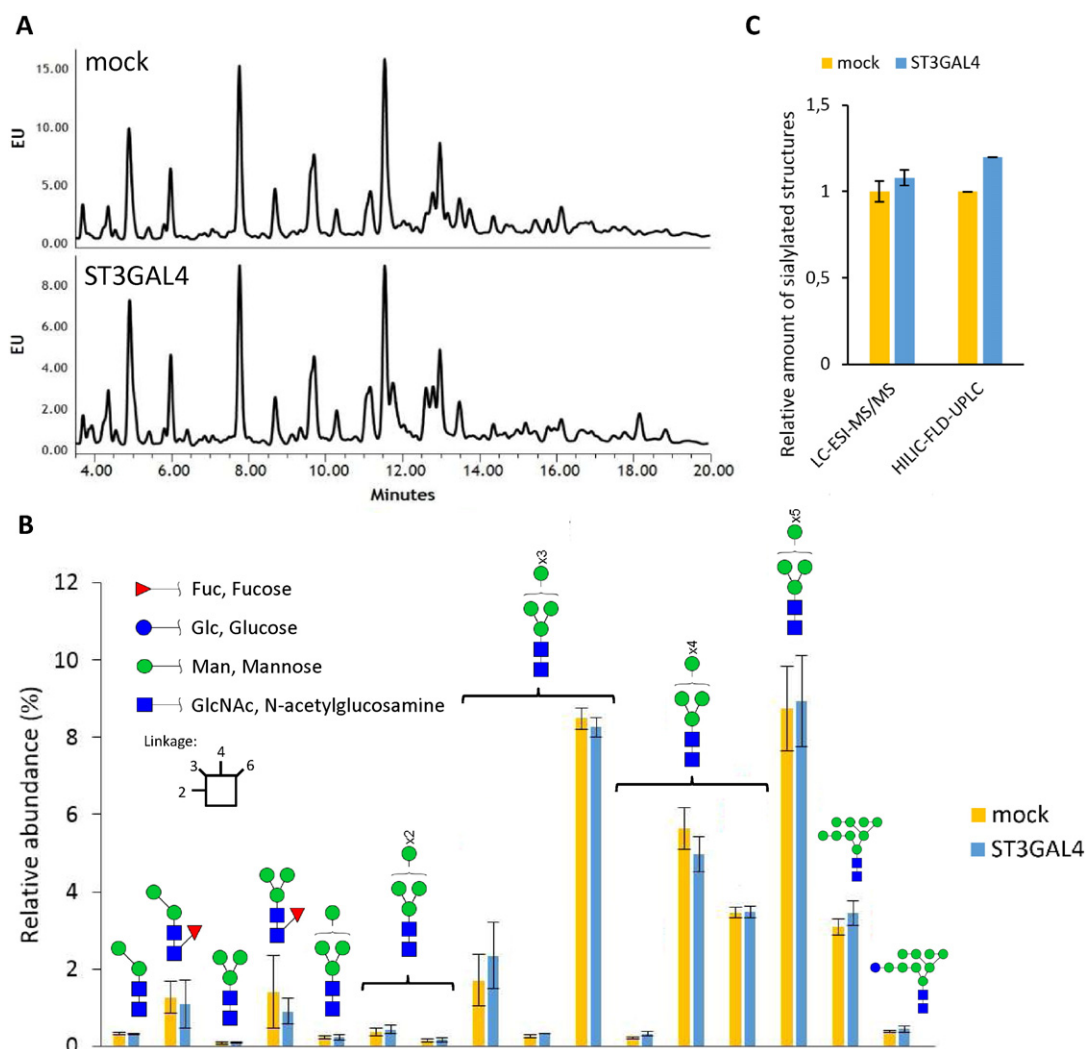 A
mock
15.00
10.00
5.00
0.00
EU
ST3GAL4
8.00
6.00
4.00
2.00
0.00
EU
4.00 6.00 8.00 10.00 12.00 14.00 16.00 18.00 20.00
Minutes
C
mock ST3GAL4
Relative amount of sialylated structures
1,5
1
0,5
0
LC-ESI-MS/MS
HILIC-FLD-UPLC
B
Relative abundance (%)
12
10
8
6
4
2
0
Fuc, Fucose
Glc, Glucose
Man, Mannose
GlcNAc, N-acetylglucosamine
Linkage:
2 3 4 6
x2
x3
x4
x5
mock
ST3GAL4